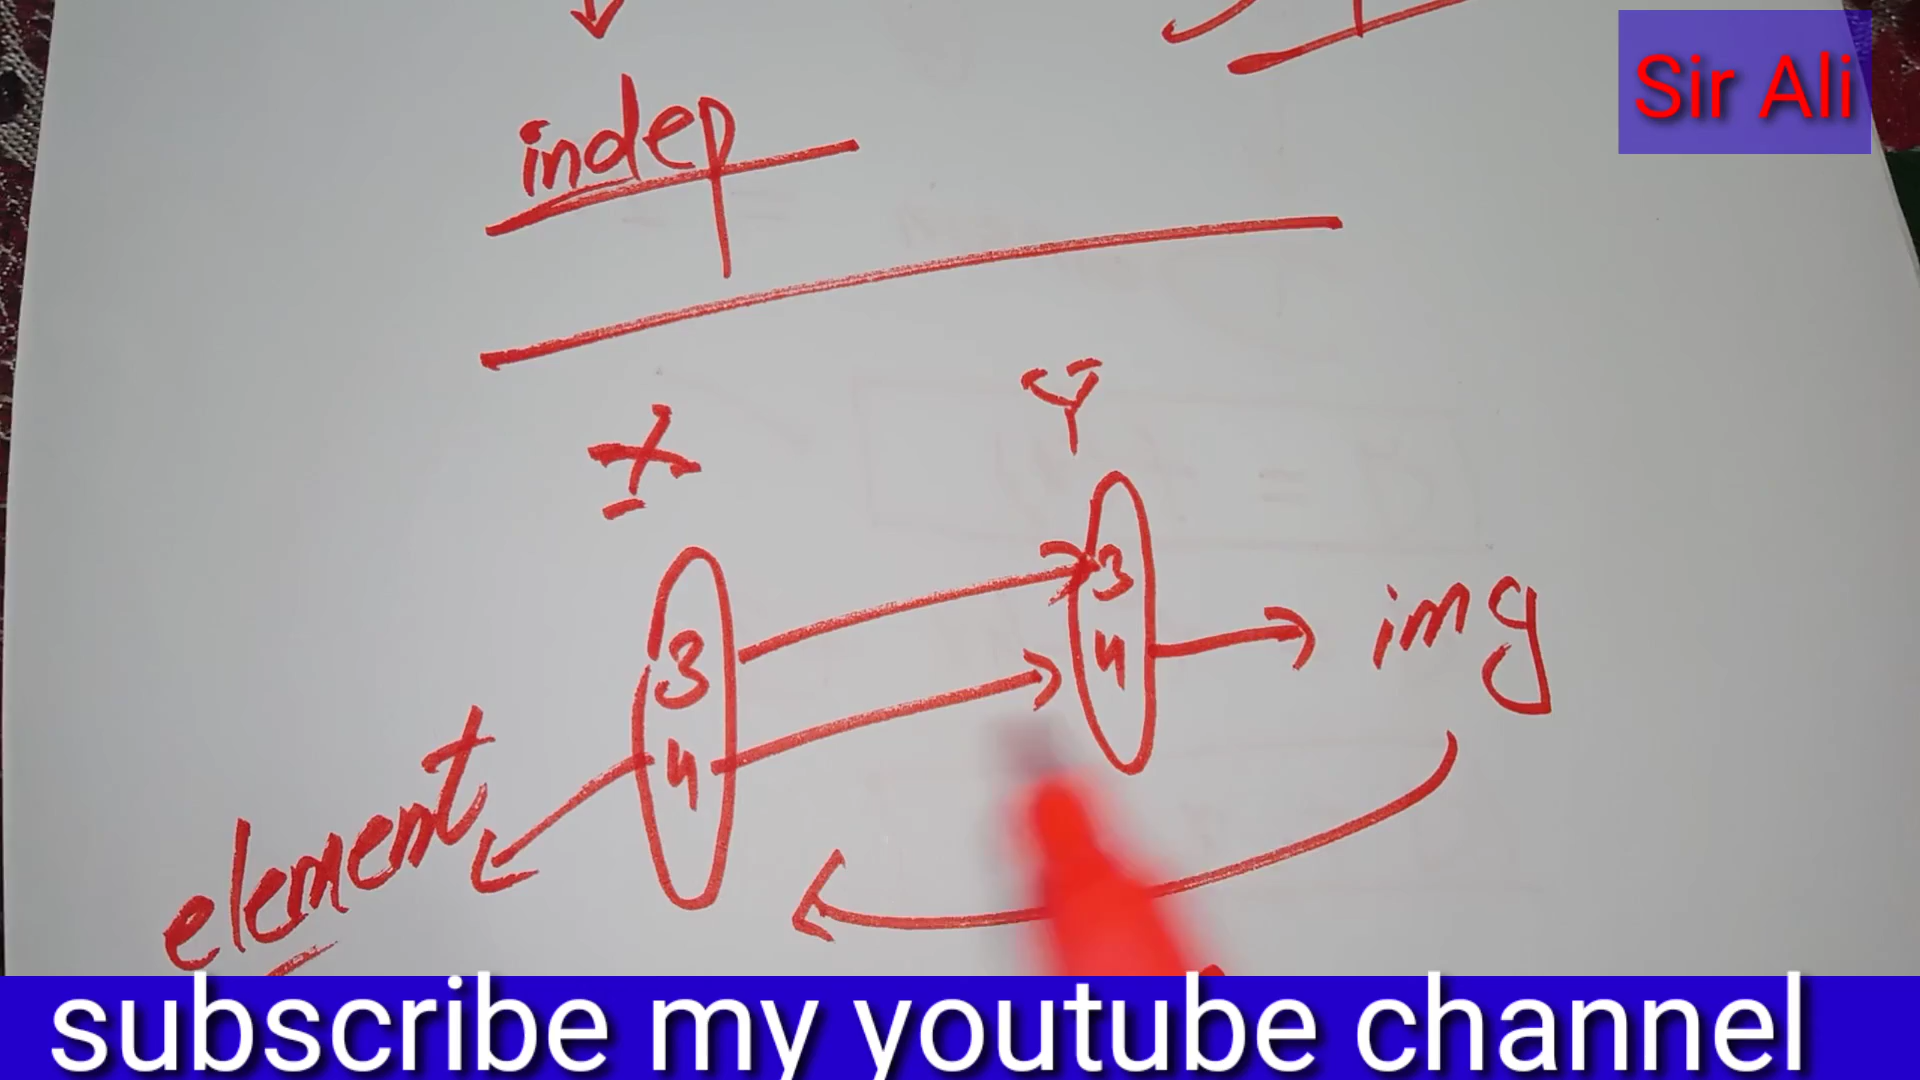 Sir Ali
indep
X Y
3 3
4 4
img
element
subscribe my youtube channel